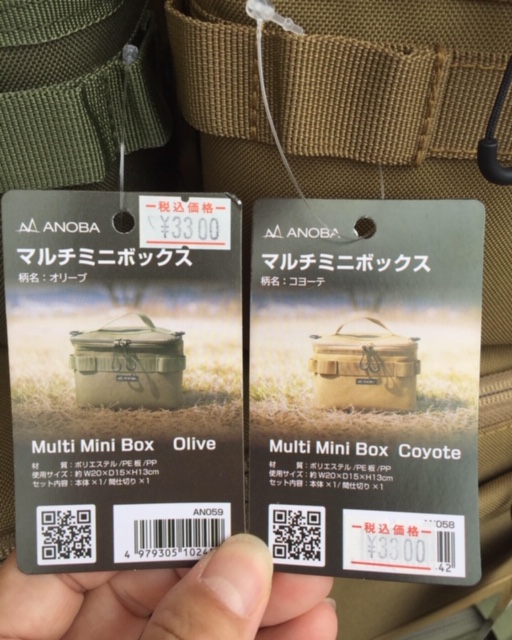 ANOBA
税込価格
¥3300
マルチミニボックス
柄名：オリーブ
Multi Mini Box Olive
材　質：ポリエステル/PE板/PP
使用サイズ：約 W20×D15×H13cm
セット内容：本体×1/間仕切り×1
AN059
4 979305 1024
ANOBA
マルチミニボックス
柄名：コヨーテ
Multi Mini Box Coyote
材　質：ポリエステル/PE板/PP
使用サイズ：約 W20×D15×H13cm
セット内容：本体×1/間仕切り×1
058
税込価格
¥3300
42